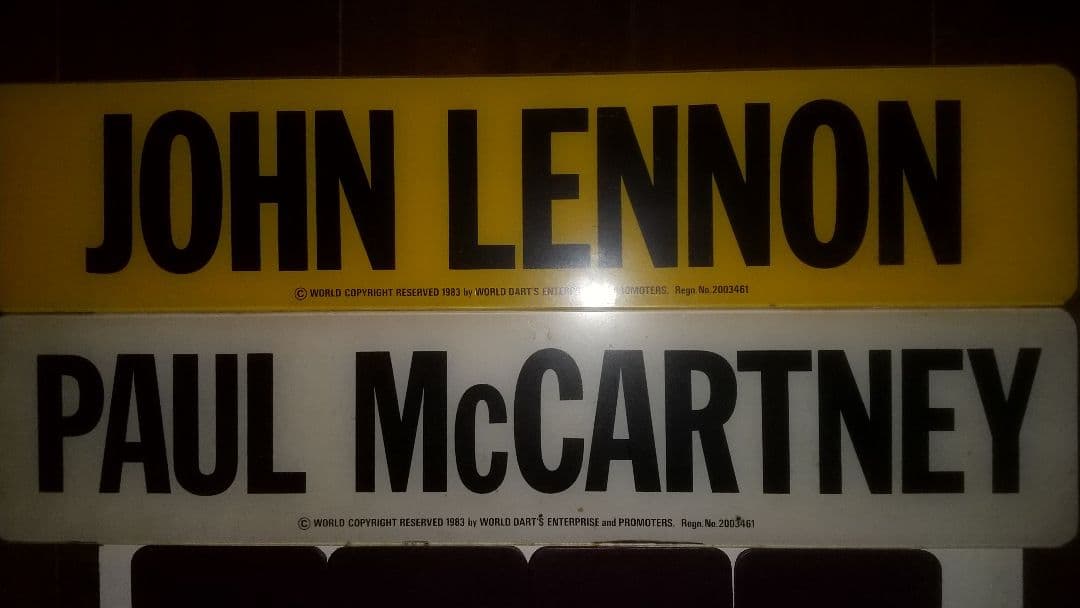 JOHN LENNON
© WORLD COPYRIGHT RESERVED 1983 by WORLD DART'S PROMOTERS. Regn. No. 2003461
PAUL McCARTNEY
© WORLD COPYRIGHT RESERVED 1983 by WORLD DART'S ENTERPRISE and PROMOTERS. Regn. No. 2003461